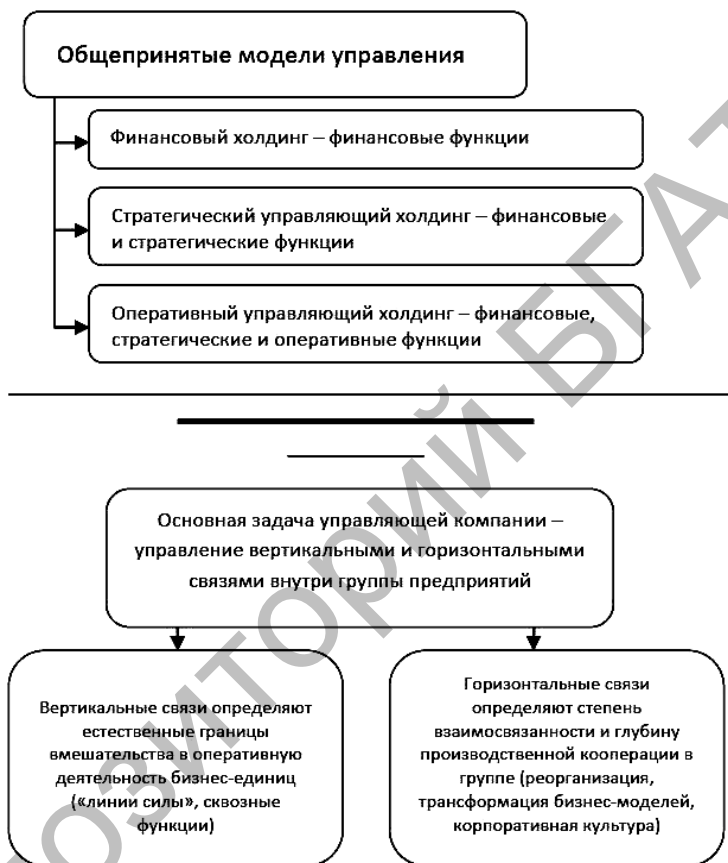 Общепринятые модели управления
Финансовый холдинг – финансовые функции
Стратегический управляющий холдинг – финансовые
и стратегические функции
Оперативный управляющий холдинг – финансовые,
стратегические и оперативные функции
Основная задача управляющей компании –
управление вертикальными и горизонтальными
связями внутри группы предприятий
Вертикальные связи определяют
естественные границы
вмешательства в оперативную
деятельность бизнес-единиц
(«линии силы», сквозные
функции)
Горизонтальные связи
определяют степень
взаимосвязанности и глубину
производственной кооперации в
группе (реорганизация,
трансформация бизнес-моделей,
корпоративная культура)